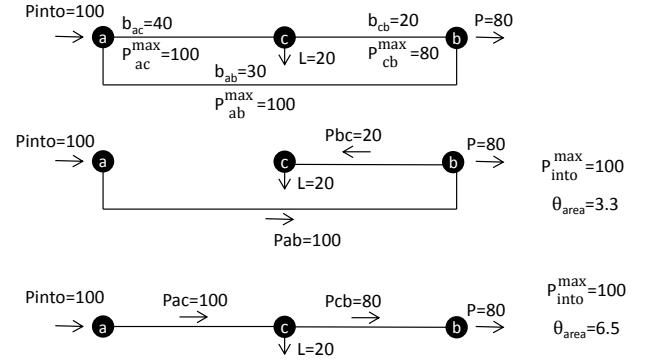 Pinto=100 b_ac=40 b_cb=20 P=80
a c b
P_ac^max=100 L=20 P_cb^max=80
b_ab=30
P_ab^max=100
Pinto=100 Pbc=20 P=80
a c b
L=20 P_into^max=100
θ_area=3.3
Pab=100
Pinto=100 Pac=100 Pcb=80 P=80 P_into^max=100
a c b
L=20 θ_area=6.5